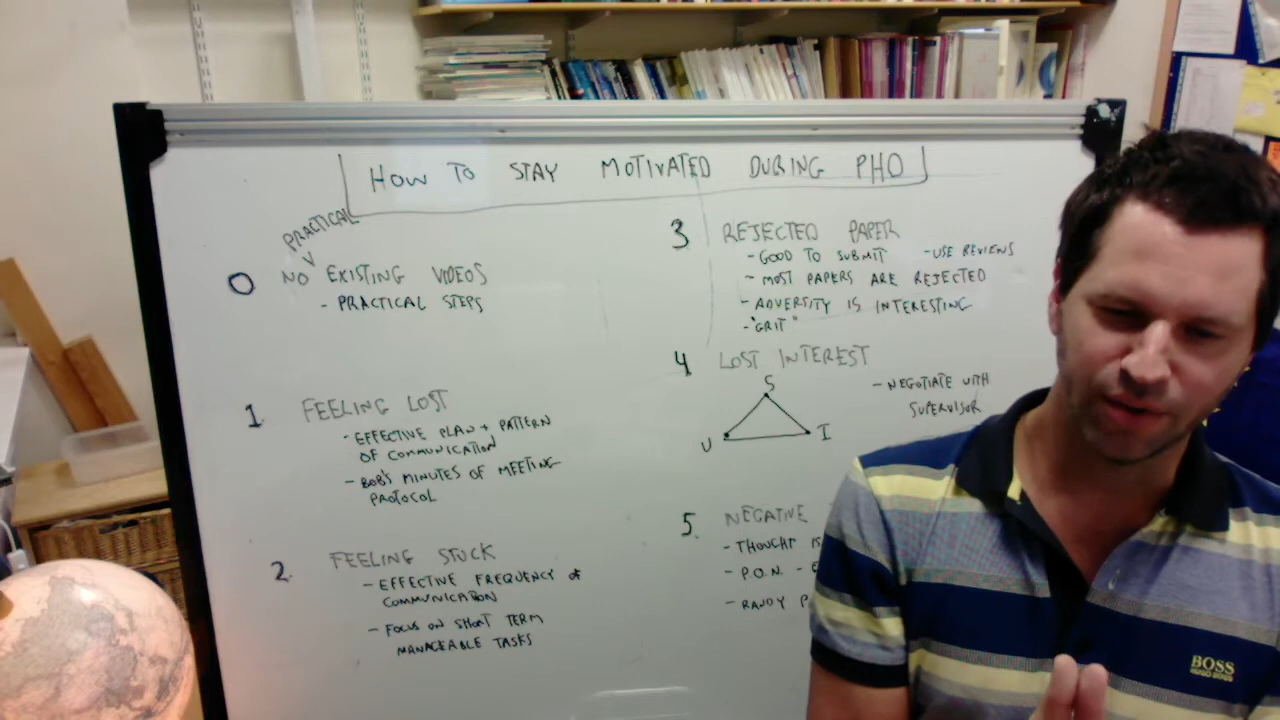 HOW TO STAY MOTIVATED DURING PHD
PRACTICAL
0 NO EXISTING VIDEOS
- PRACTICAL STEPS
1. FEELING LOST
- EFFECTIVE PLAN + PATTERN
OF COMMUNICATION
- BOB'S MINUTES OF MEETING
PROTOCOL
2. FEELING STUCK
- EFFECTIVE FREQUENCY OF
COMMUNICATION
- FOCUS ON SHORT TERM
MANAGEABLE TASKS
3 REJECTED PAPER
- GOOD TO SUBMIT - USE REVIEWS
- MOST PAPERS ARE REJECTED
- ADVERSITY IS INTERESTING
- "GRIT"
4 LOST INTEREST
S
U I
- NEGOTIATE WITH
SUPERVISOR
5. NEGATIVE
- THOUGHT IS
- P.O.N. -
- RANDY P
BOSS
HUGO BOSS